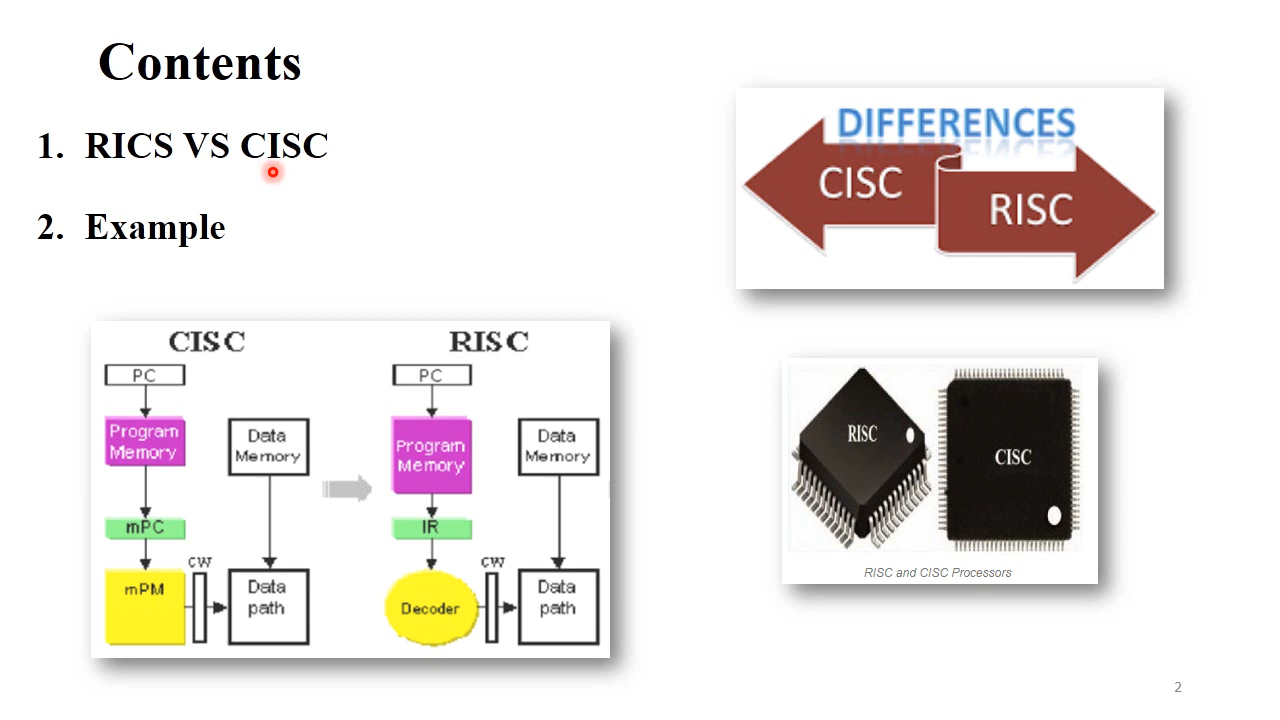 Contents
1. RICS VS CISC
2. Example
DIFFERENCES
CISC
RISC
CISC
PC
Program
Memory
Data
Memory
mPC
CW
mPM
Data
path
RISC
PC
Program
Memory
Data
Memory
IR
CW
Decoder
Data
path
RISC
CISC
RISC and CISC Processors
2